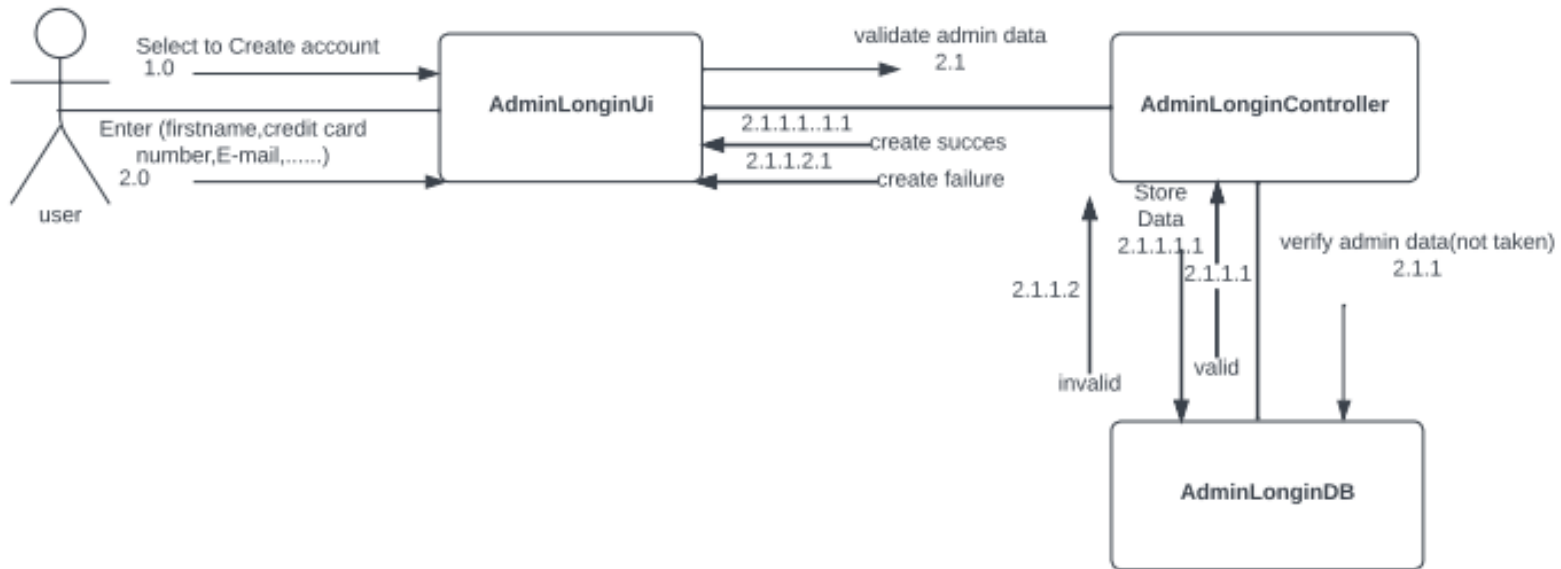 Select to Create account
1.0
Enter (firstname,credit card
number,E-mail,......)
2.0
user
AdminLonginUi
validate admin data
2.1
2.1.1.1..1.1
create succes
2.1.1.2.1
create failure
AdminLonginController
Store
Data
2.1.1.1.1
2.1.1.1
valid
2.1.1.2
invalid
verify admin data(not taken)
2.1.1
AdminLonginDB